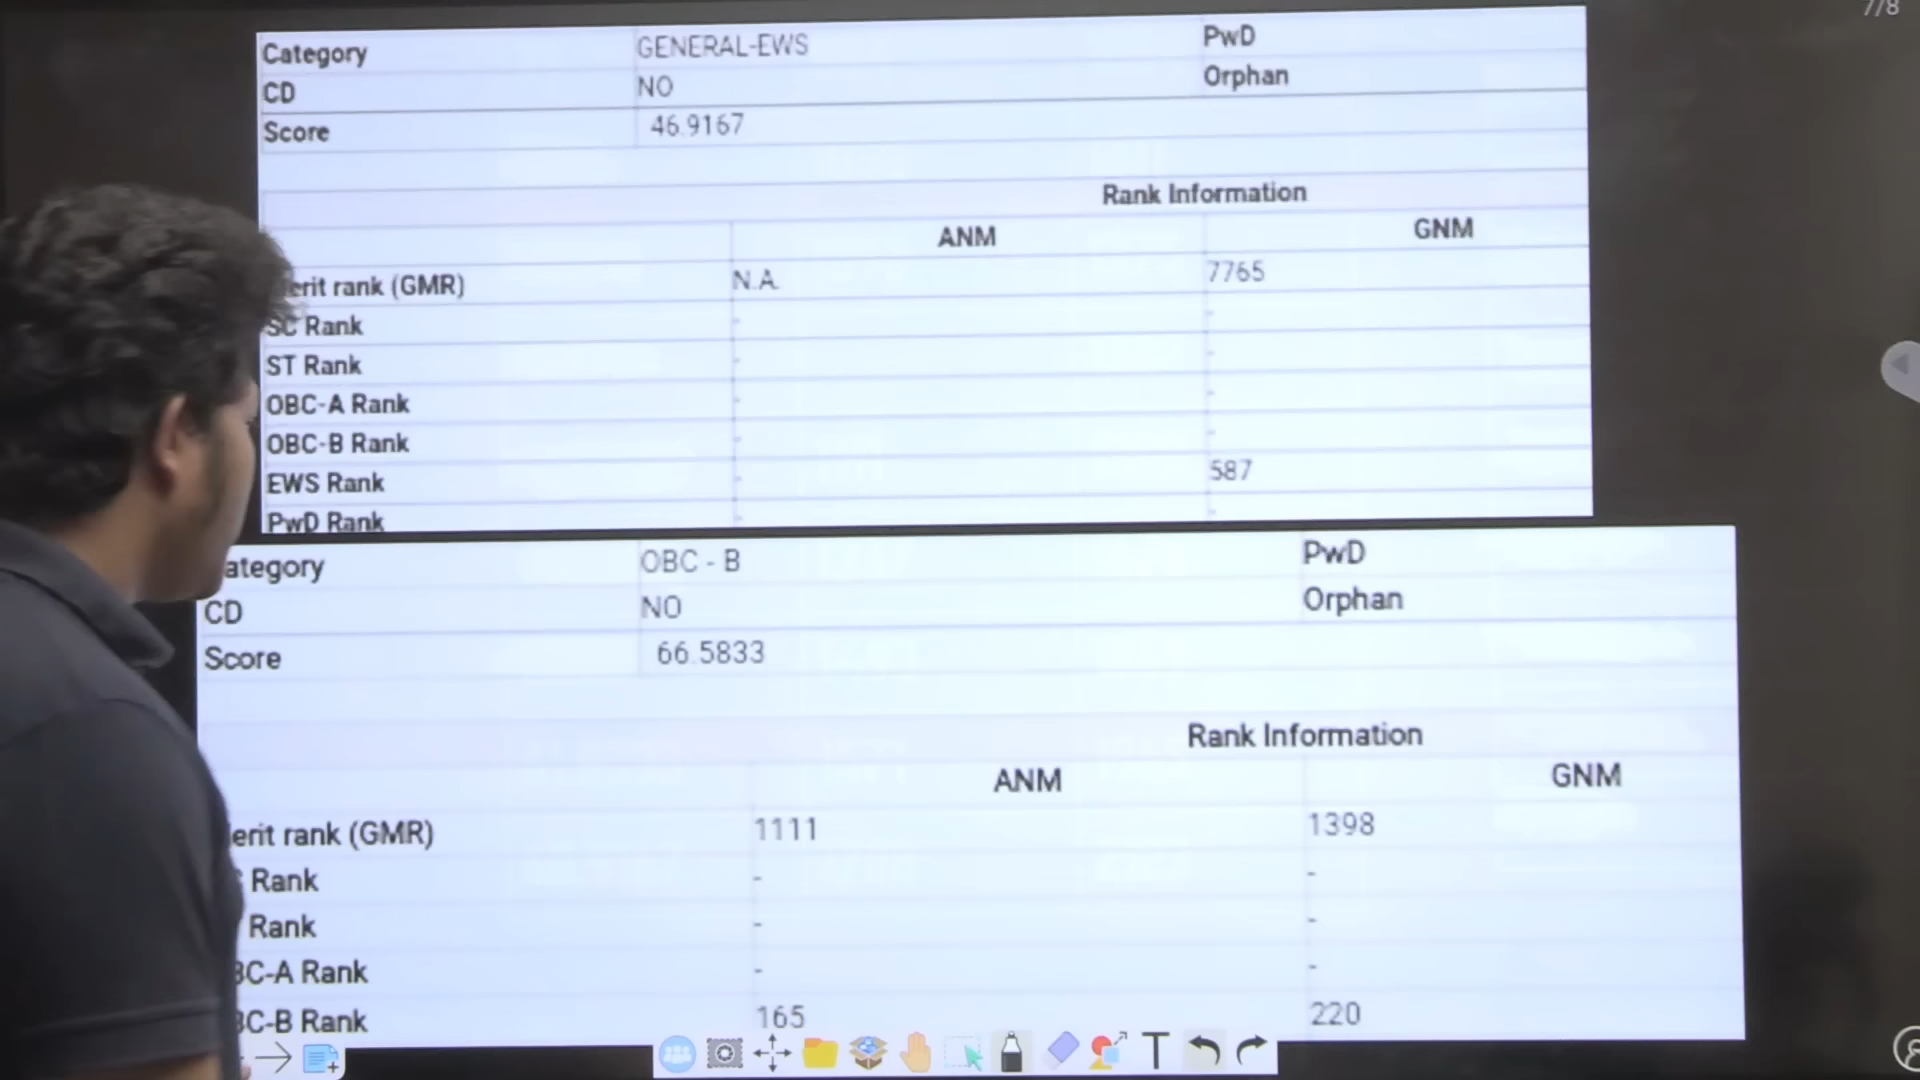 7/8
Category GENERAL-EWS PwD
CD NO Orphan
Score 46.9167
Rank Information
ANM GNM
erit rank (GMR) N.A. 7765
SC Rank - -
ST Rank - -
OBC-A Rank - -
OBC-B Rank - -
EWS Rank - 587
PwD Rank - -
ategory OBC - B PwD
CD NO Orphan
Score 66.5833
Rank Information
ANM GNM
erit rank (GMR) 1111 1398
Rank - -
Rank - -
BC-A Rank - -
BC-B Rank 165 220
T